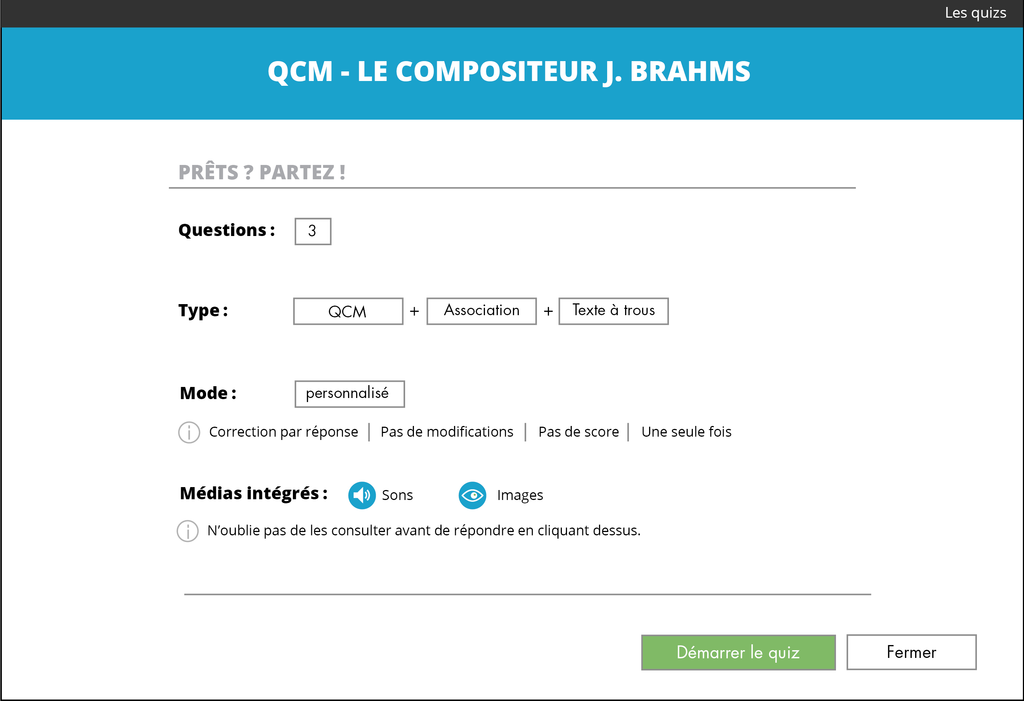 Les quizs
QCM - LE COMPOSITEUR J. BRAHMS
PRÊTS ? PARTEZ !
Questions : 3
Type : QCM + Association + Texte à trous
Mode : personnalisé
Correction par réponse | Pas de modifications | Pas de score | Une seule fois
Médias intégrés : Sons Images
N’oublie pas de les consulter avant de répondre en cliquant dessus.
Démarrer le quiz Fermer